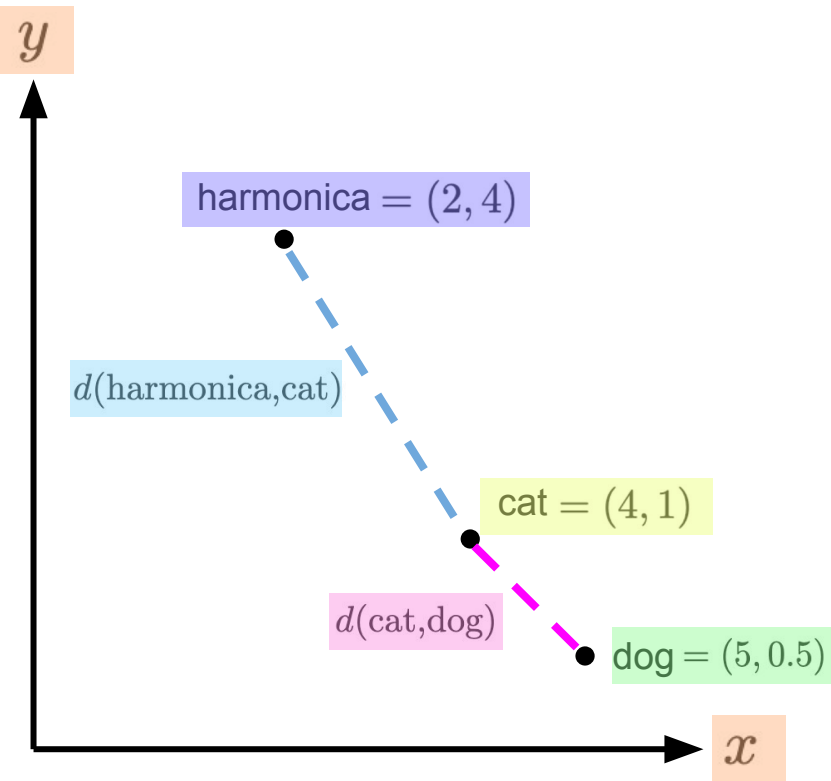 y
harmonica = (2, 4)
d(harmonica,cat)
cat = (4, 1)
d(cat,dog)
dog = (5, 0.5)
x